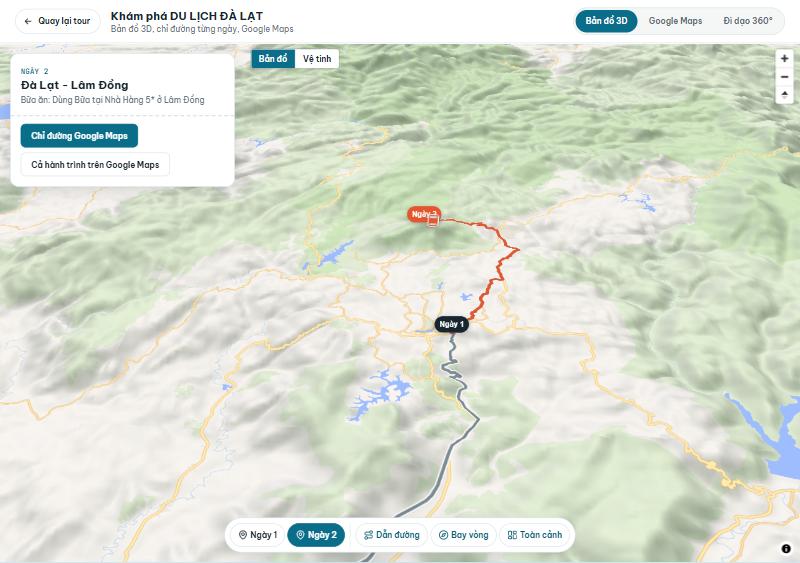 Quay lại tour
Khám phá DU LỊCH ĐÀ LẠT
Bản đồ 3D, chỉ đường từng ngày, Google Maps
Bản đồ 3D
Google Maps
Đi dạo 360°
Bản đồ
Vệ tinh
NGÀY 2
Đà Lạt - Lâm Đồng
Bữa ăn: Dùng Bữa tại Nhà Hàng 5* ở Lâm Đồng
Chỉ đường Google Maps
Cả hành trình trên Google Maps
Ngày 2
Ngày 1
Ngày 1
Ngày 2
Dẫn đường
Bay vòng
Toàn cảnh